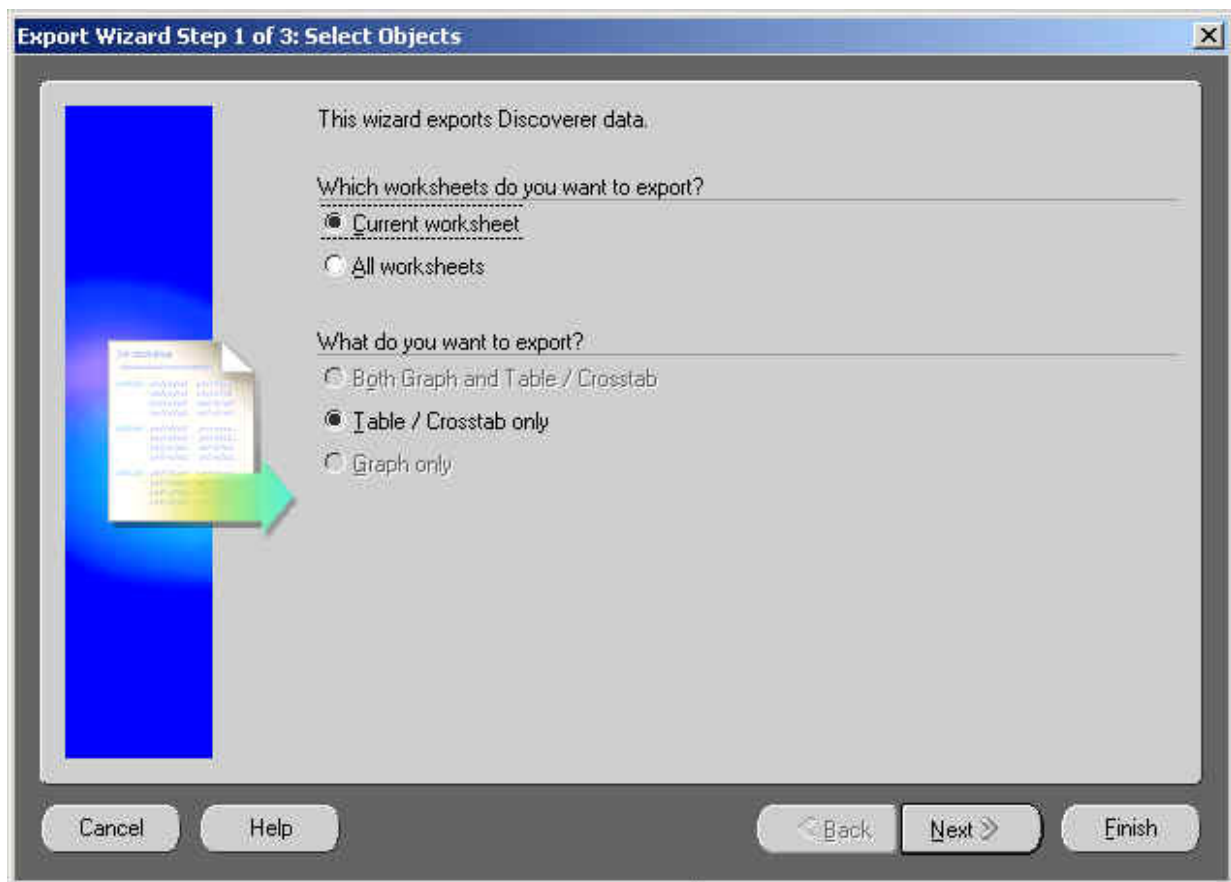 Export Wizard Step 1 of 3: Select Objects
This wizard exports Discoverer data.
Which worksheets do you want to export?
Current worksheet
All worksheets
What do you want to export?
Both Graph and Table / Crosstab
Table / Crosstab only
Graph only
Cancel Help Back Next Finish